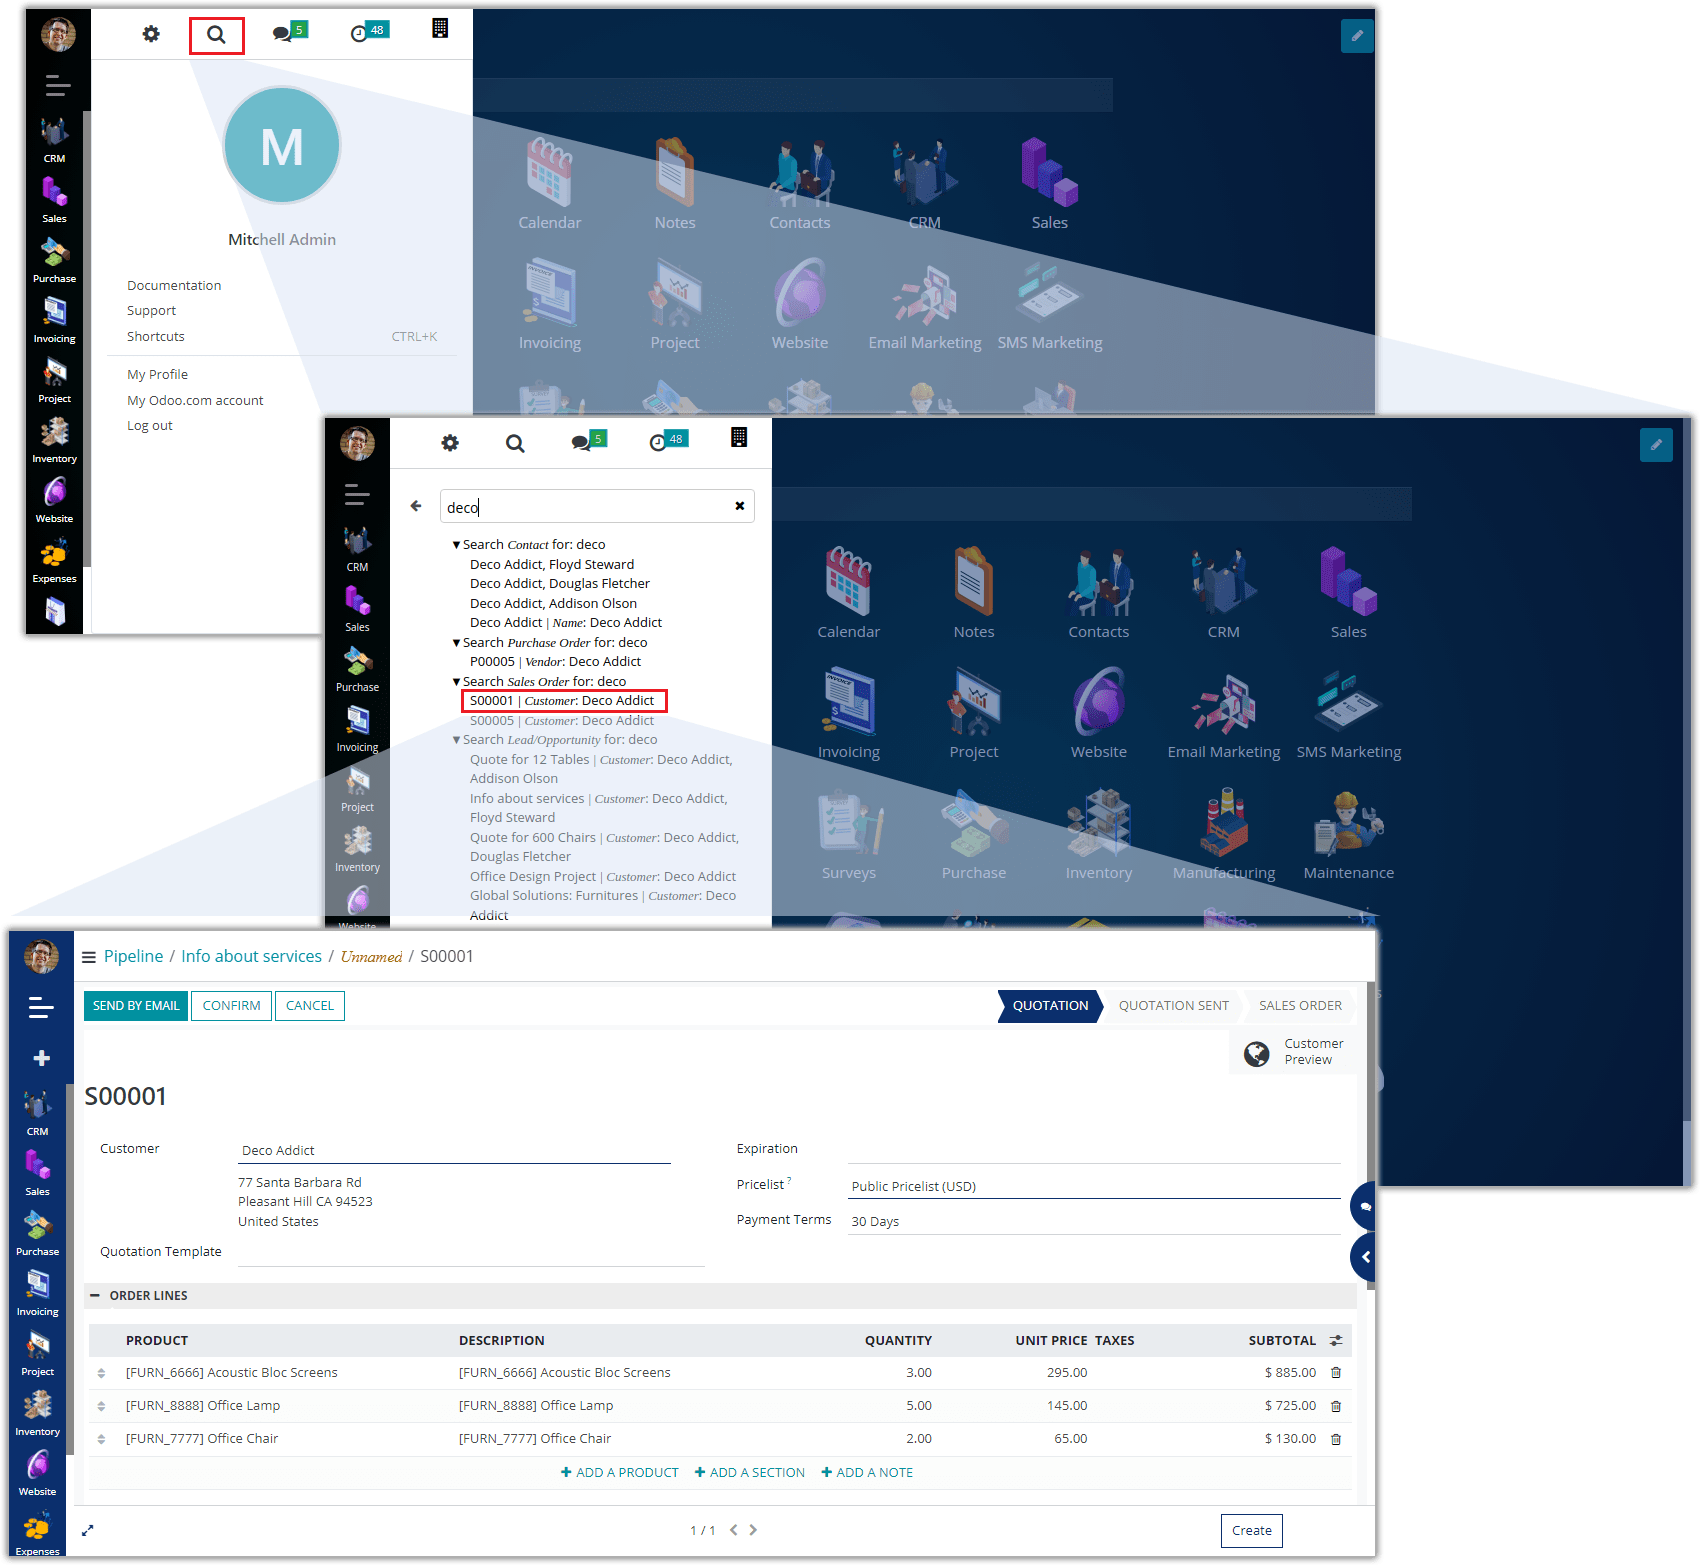 5
48
M
Mitchell Admin
Documentation
Support
Shortcuts CTRL+K
My Profile
My Odoo.com account
Log out
CRM
Sales
Purchase
Invoicing
Project
Inventory
Website
Expenses
Calendar Notes Contacts CRM Sales
Invoicing Project Website Email Marketing SMS Marketing
5
48
deco
Search Contact for: deco
Deco Addict, Floyd Steward
Deco Addict, Douglas Fletcher
Deco Addict, Addison Olson
Deco Addict | Name: Deco Addict
Search Purchase Order for: deco
P00005 | Vendor: Deco Addict
Search Sales Order for: deco
S00001 | Customer: Deco Addict
S00005 | Customer: Deco Addict
Search Lead/Opportunity for: deco
Quote for 12 Tables | Customer: Deco Addict,
Addison Olson
Info about services | Customer: Deco Addict,
Floyd Steward
Quote for 600 Chairs | Customer: Deco Addict,
Douglas Fletcher
Office Design Project | Customer: Deco Addict
Global Solutions: Furnitures | Customer: Deco
Addict
CRM
Sales
Purchase
Invoicing
Project
Inventory
Website
Calendar Notes Contacts CRM Sales
Invoicing Project Website Email Marketing SMS Marketing
Surveys Purchase Inventory Manufacturing Maintenance
Pipeline / Info about services / Unnamed / S00001
SEND BY EMAIL CONFIRM CANCEL QUOTATION QUOTATION SENT SALES ORDER
Customer
Preview
S00001
Customer Deco Addict
77 Santa Barbara Rd
Pleasant Hill CA 94523
United States
Quotation Template
Expiration
Pricelist ? Public Pricelist (USD)
Payment Terms 30 Days
ORDER LINES
PRODUCT DESCRIPTION QUANTITY UNIT PRICE TAXES SUBTOTAL
[FURN_6666] Acoustic Bloc Screens [FURN_6666] Acoustic Bloc Screens 3.00 295.00 $ 885.00
[FURN_8888] Office Lamp [FURN_8888] Office Lamp 5.00 145.00 $ 725.00
[FURN_7777] Office Chair [FURN_7777] Office Chair 2.00 65.00 $ 130.00
ADD A PRODUCT ADD A SECTION ADD A NOTE
1 / 1
Create
CRM
Sales
Purchase
Invoicing
Project
Inventory
Website
Expenses